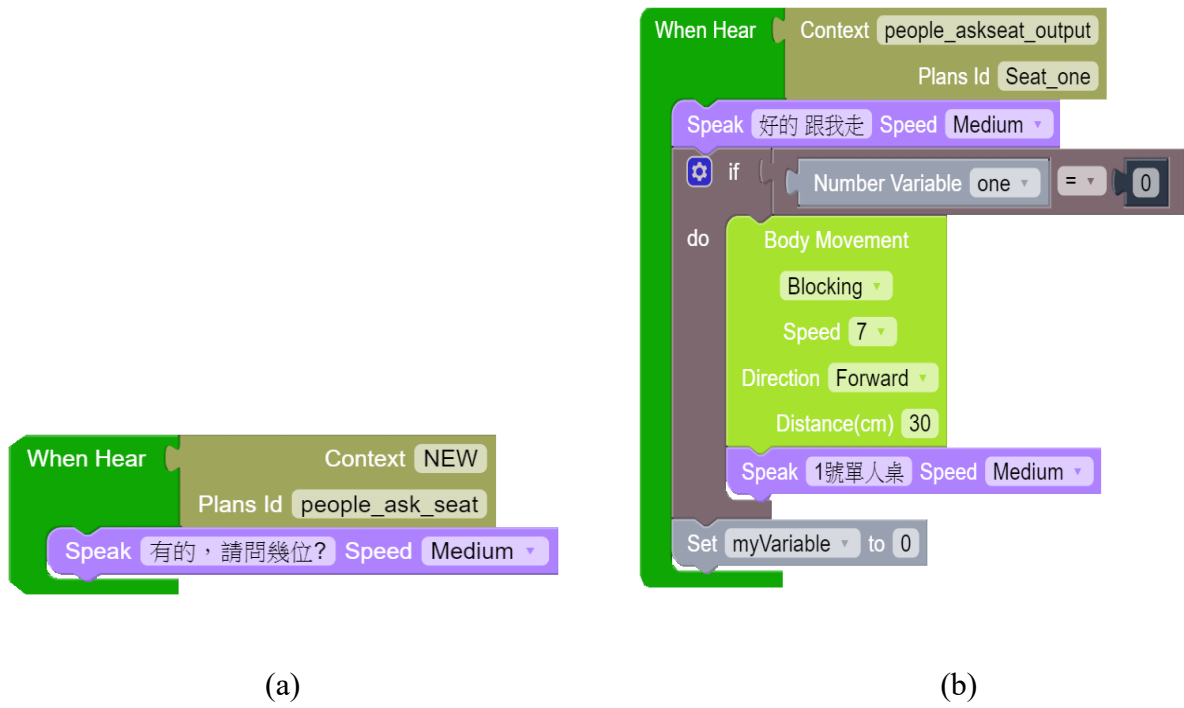 When Hear Context NEW
Plans Id people_ask_seat
Speak 有的，請問幾位? Speed Medium
(a)
When Hear Context people_askseat_output
Plans Id Seat_one
Speak 好的 跟我走 Speed Medium
if Number Variable one = 0
do Body Movement
Blocking
Speed 7
Direction Forward
Distance(cm) 30
Speak 1號單人桌 Speed Medium
Set myVariable to 0
(b)